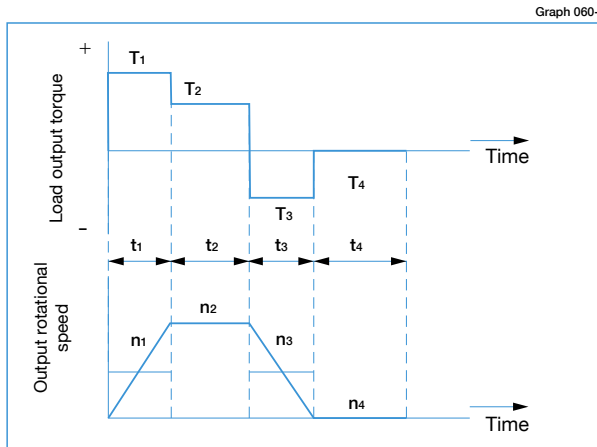 Graph 060-
+
T1
T2
Load output torque
Time
T4
T3
-
t1 t2 t3 t4
n2
Output rotational
speed
n1 n3
n4
Time